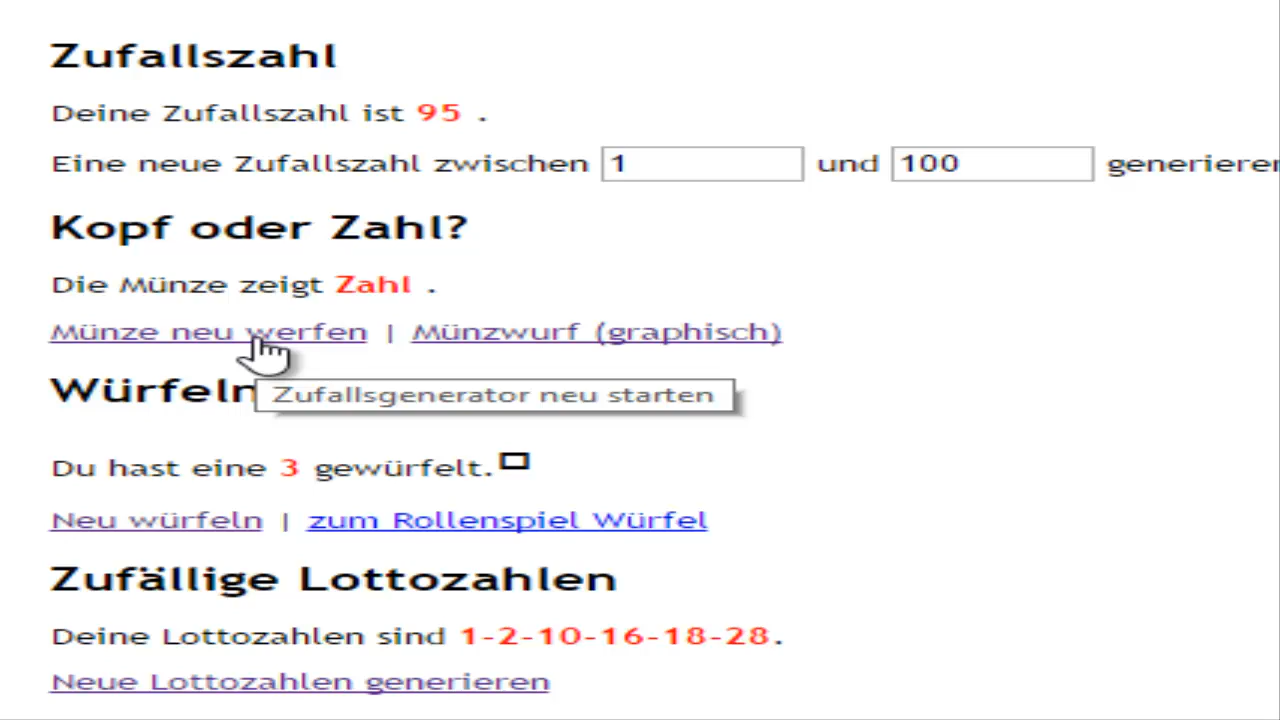 Zufallszahl
Deine Zufallszahl ist 95 .
Eine neue Zufallszahl zwischen 1 und 100 generieren
Kopf oder Zahl?
Die Münze zeigt Zahl .
Münze neu werfen | Münzwurf (graphisch)
Würfeln
Zufallsgenerator neu starten
Du hast eine 3 gewürfelt.
Neu würfeln | zum Rollenspiel Würfel
Zufällige Lottozahlen
Deine Lottozahlen sind 1-2-10-16-18-28.
Neue Lottozahlen generieren